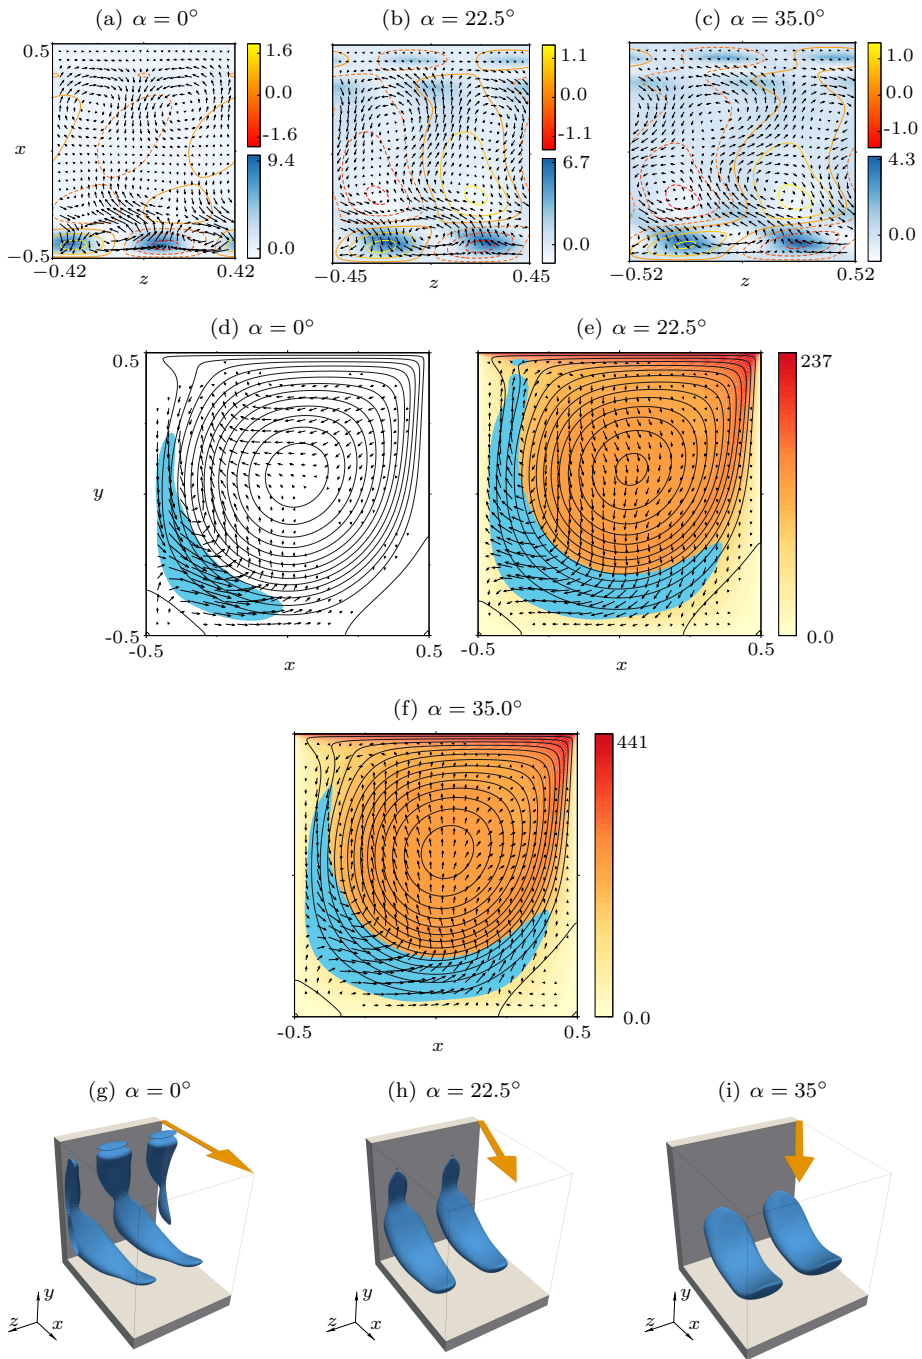 (a) α = 0°
(b) α = 22.5°
(c) α = 35.0°
0.5
x
−0.5
−0.42
z
0.42
1.6
0.0
-1.6
9.4
0.0
−0.45
z
0.45
1.1
0.0
-1.1
6.7
0.0
−0.52
z
0.52
1.0
0.0
-1.0
4.3
0.0
(d) α = 0°
(e) α = 22.5°
0.5
y
-0.5
-0.5
x
0.5
-0.5
x
0.5
237
0.0
(f) α = 35.0°
-0.5
x
0.5
441
0.0
(g) α = 0°
(h) α = 22.5°
(i) α = 35°
y
z
x
y
z
x
y
z
x